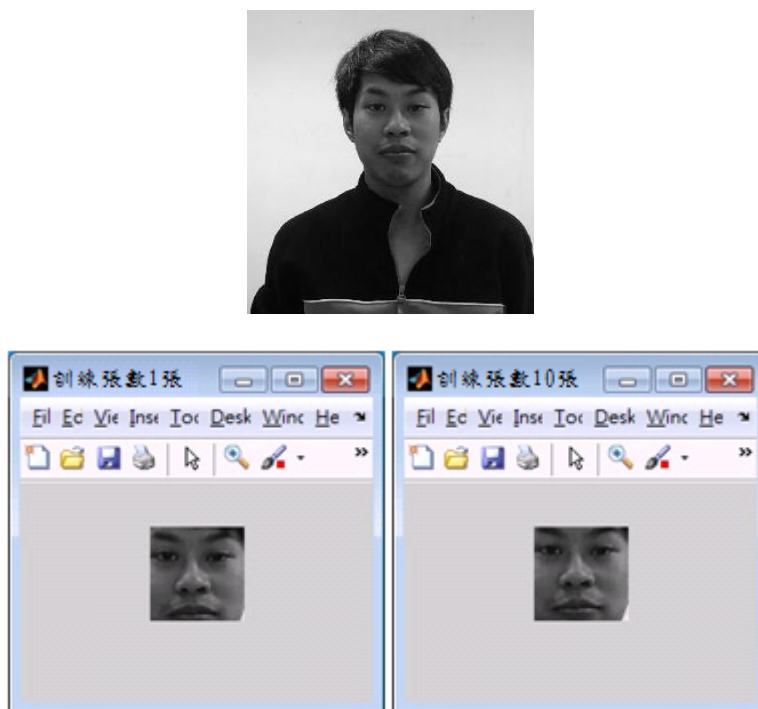 訓練張數1張
Fil Ec Vie Inse Toc Desk Winc He
訓練張數10張
Fil Ec Vie Inse Toc Desk Winc He